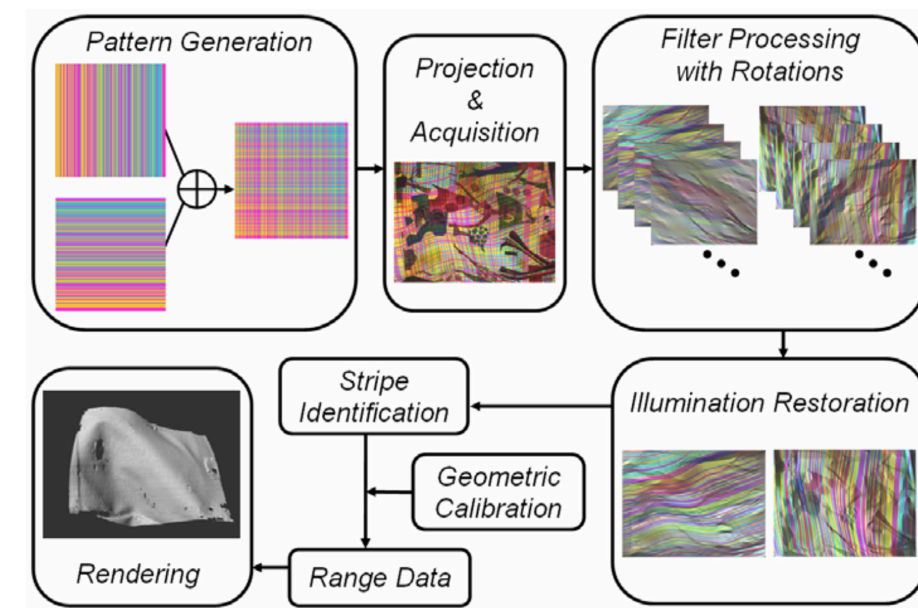 Pattern Generation
Projection
&
Acquisition
Filter Processing
with Rotations
Illumination Restoration
Stripe
Identification
Geometric
Calibration
Range Data
Rendering